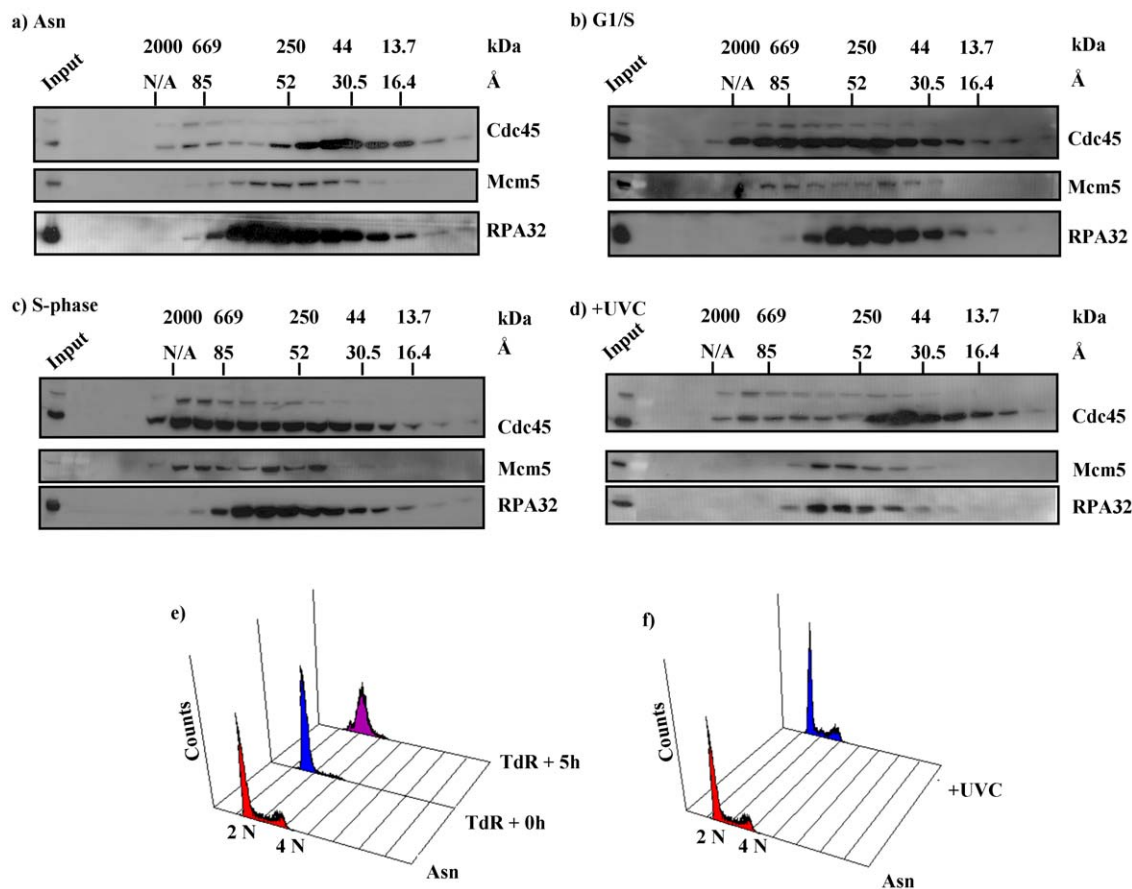 a) Asn
2000 669 250 44 13.7 kDa
Input N/A 85 52 30.5 16.4 Å
Cdc45
Mcm5
RPA32
b) G1/S
2000 669 250 44 13.7 kDa
Input N/A 85 52 30.5 16.4 Å
Cdc45
Mcm5
RPA32
c) S-phase
2000 669 250 44 13.7 kDa
Input N/A 85 52 30.5 16.4 Å
Cdc45
Mcm5
RPA32
d) +UVC
2000 669 250 44 13.7 kDa
Input N/A 85 52 30.5 16.4 Å
Cdc45
Mcm5
RPA32
e)
Counts
2 N 4 N
TdR + 5h
TdR + 0h
Asn
f)
Counts
2 N 4 N
+UVC
Asn